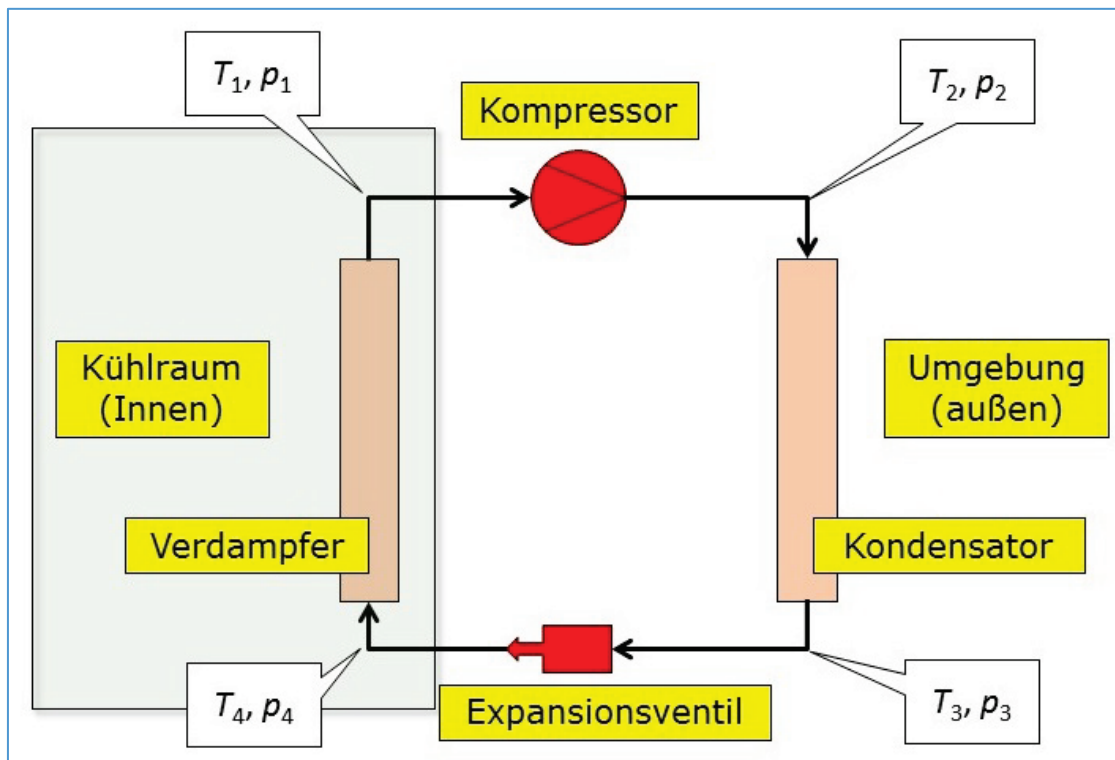 T₁, p₁
T₂, p₂
Kompressor
Kühlraum
(Innen)
Umgebung
(außen)
Verdampfer
Kondensator
T₄, p₄
Expansionsventil
T₃, p₃